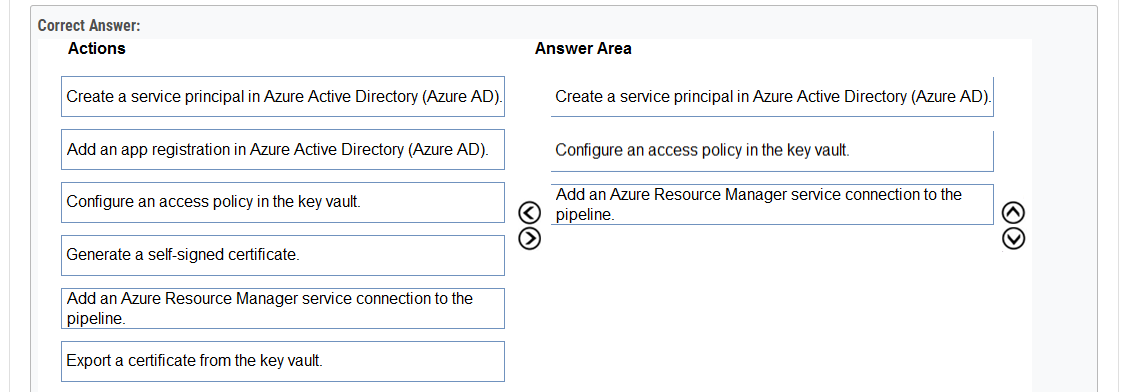 Correct Answer:
Actions
Create a service principal in Azure Active Directory (Azure AD).
Add an app registration in Azure Active Directory (Azure AD).
Configure an access policy in the key vault.
Generate a self-signed certificate.
Add an Azure Resource Manager service connection to the
pipeline.
Export a certificate from the key vault.
Answer Area
Create a service principal in Azure Active Directory (Azure AD).
Configure an access policy in the key vault.
Add an Azure Resource Manager service connection to the
pipeline.